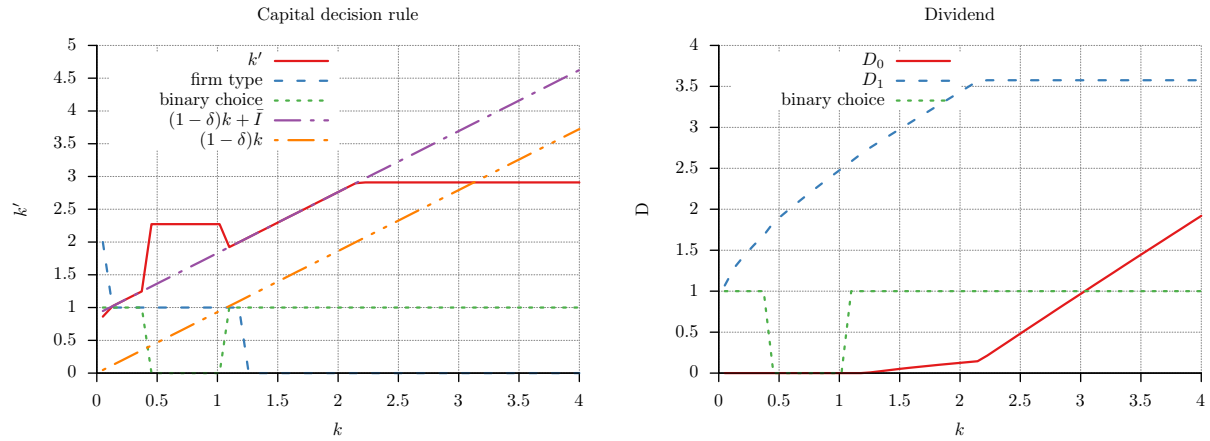 Capital decision rule
k′
firm type
binary choice
(1 − δ)k + Ī
(1 − δ)k
5
4.5
4
3.5
3
2.5
2
1.5
1
0.5
0
k′
0 0.5 1 1.5 2 2.5 3 3.5 4
k
Dividend
D₀
D₁
binary choice
4
3.5
3
2.5
2
1.5
1
0.5
0
D
0 0.5 1 1.5 2 2.5 3 3.5 4
k